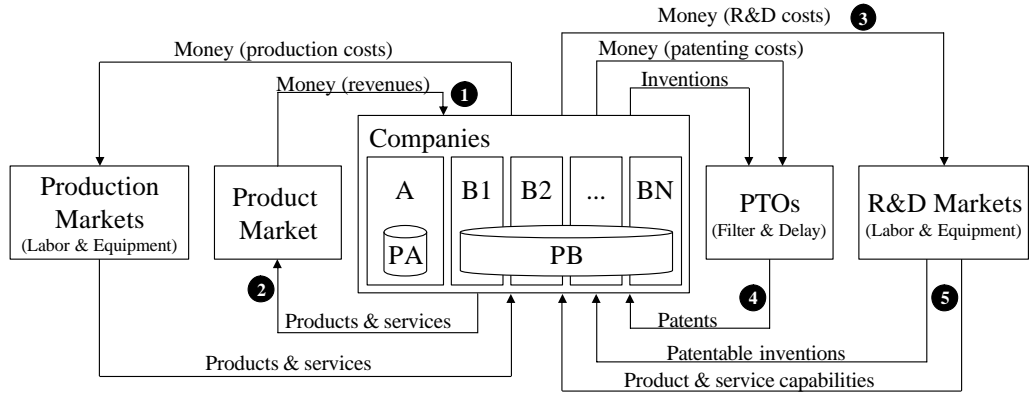 Money (R&D costs) 3
Money (production costs)
Money (patenting costs)
Money (revenues) 1
Inventions
Companies
Production
Markets
(Labor & Equipment)
Product
Market
A B1 B2 ... BN
PA PB
PTOs
(Filter & Delay)
R&D Markets
(Labor & Equipment)
2
4
5
Products & services
Patents
Products & services
Patentable inventions
Product & service capabilities